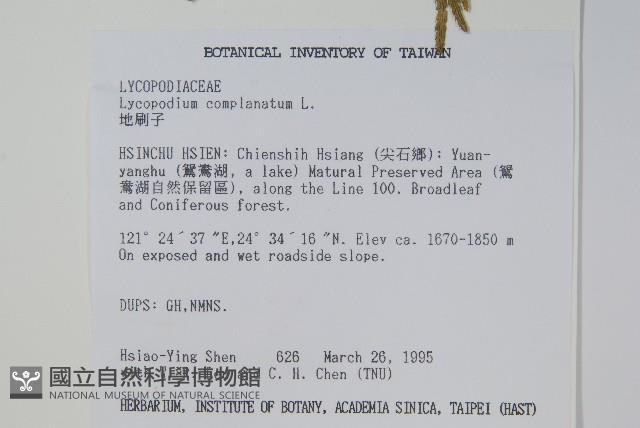 BOTANICAL INVENTORY OF TAIWAN
LYCOPODIACEAE
Lycopodium complanatum L.
地刷子
HSINCHU HSIEN: Chienshih Hsiang (尖石鄉): Yuan-
yanghu (鴛鴦湖, a lake) Matural Preserved Area (鴛
鴦湖自然保留區), along the Line 100. Broadleaf
and Coniferous forest.
121° 24´37 ˝E,24° 34´16 ˝N. Elev ca. 1670-1850 m
On exposed and wet roadside slope.
DUPS: GH,NMNS.
Hsiao-Ying Shen 626 March 26, 1995
C. H. Chen (TNU)
國立自然科學博物館
NATIONAL MUSEUM OF NATURAL SCIENCE
HERBARIUM, INSTITUTE OF BOTANY, ACADEMIA SINICA, TAIPEI (HAST)